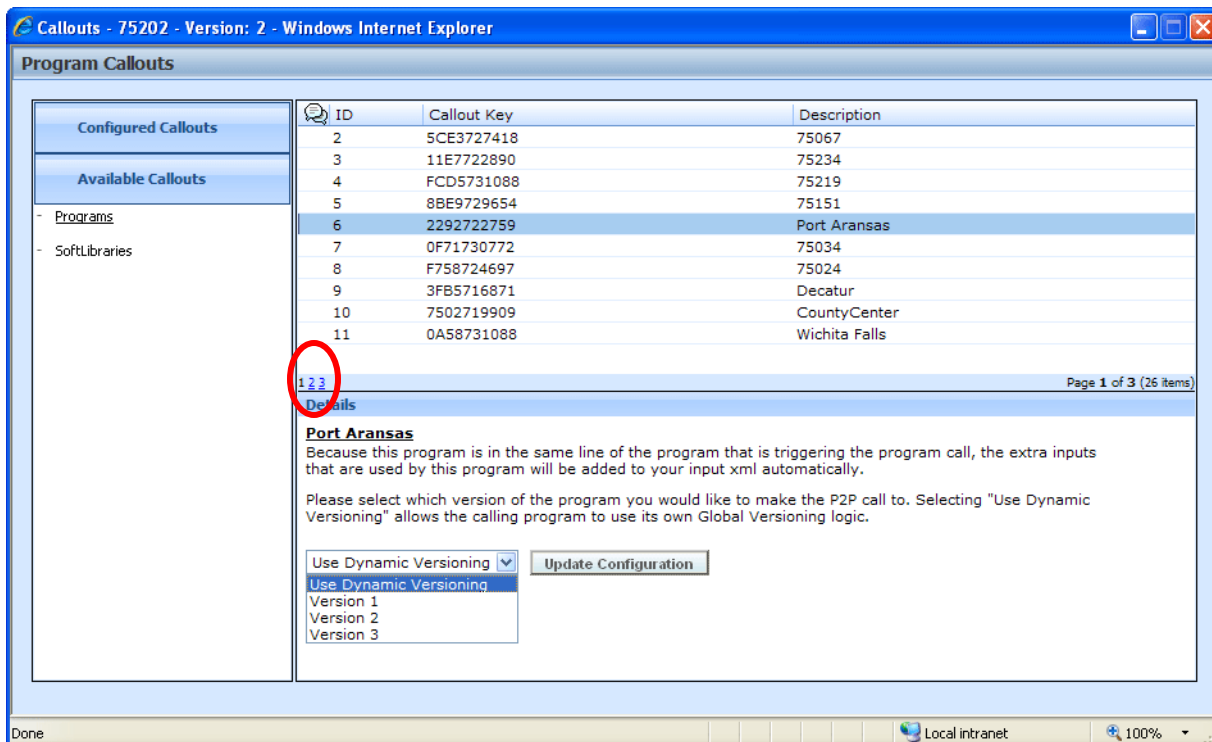 Callouts - 75202 - Version: 2 - Windows Internet Explorer
Program Callouts
Configured Callouts
Available Callouts
- Programs
- SoftLibraries
ID Callout Key Description
2 5CE3727418 75067
3 11E7722890 75234
4 FCD5731088 75219
5 8BE9729654 75151
6 2292722759 Port Aransas
7 0F71730772 75034
8 F758724697 75024
9 3FB5716871 Decatur
10 7502719909 CountyCenter
11 0A58731088 Wichita Falls
1 2 3 Page 1 of 3 (26 items)
Details
Port Aransas
Because this program is in the same line of the program that is triggering the program call, the extra inputs
that are used by this program will be added to your input xml automatically.
Please select which version of the program you would like to make the P2P call to. Selecting "Use Dynamic
Versioning" allows the calling program to use its own Global Versioning logic.
Use Dynamic Versioning Update Configuration
Use Dynamic Versioning
Version 1
Version 2
Version 3
Done Local intranet 100%